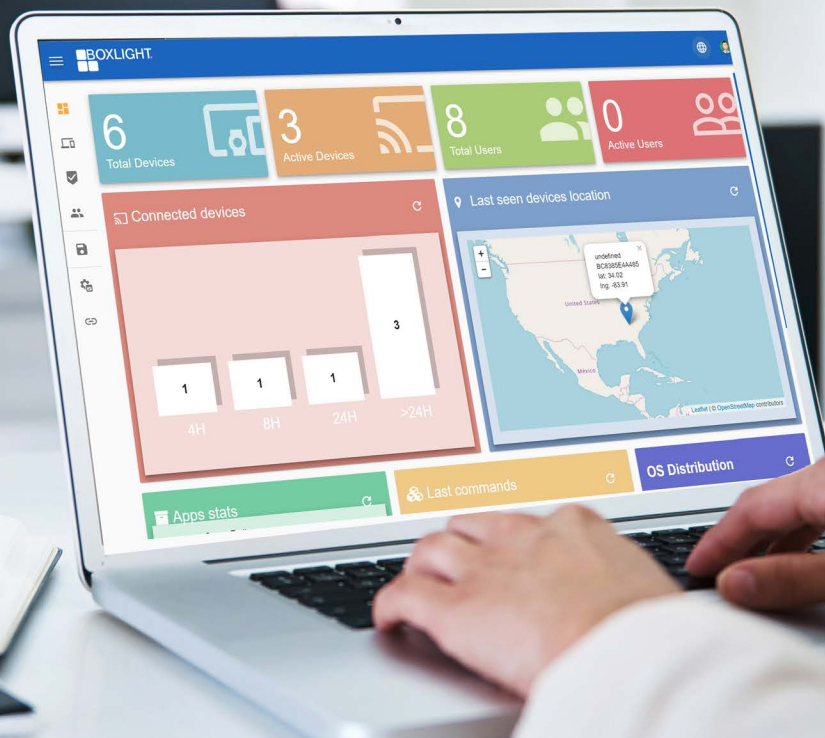 BOXLIGHT
6
Total Devices
3
Active Devices
8
Total Users
0
Active Users
Connected devices
1
1
1
3
4H
8H
24H
>24H
Last seen devices location
+
-
×
undefined
BC8385E4A485
lat: 34.02
lng: -83.91
United States
México
Leaflet | © OpenStreetMap contributors
Apps stats
Last commands
OS Distribution